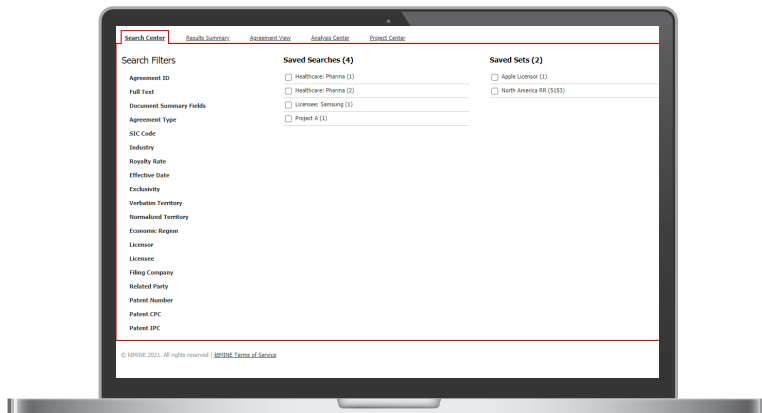 Search Center Results Summary Agreement View Analysis Center Project Center
Search Filters
Agreement ID
Full Text
Document Summary Fields
Agreement Type
SIC Code
Industry
Royalty Rate
Effective Date
Exclusivity
Verbatim Territory
Normalized Territory
Economic Region
Licensor
Licensee
Filing Company
Related Party
Patent Number
Patent CPC
Patent IPC
Saved Searches (4)
Healthcare: Pharma (1)
Healthcare: Pharma (2)
Licensee: Samsung (1)
Project A (1)
Saved Sets (2)
Apple Licensor (1)
North America RR (5153)
© ktMINE 2021. All rights reserved | ktMINE Terms of Service